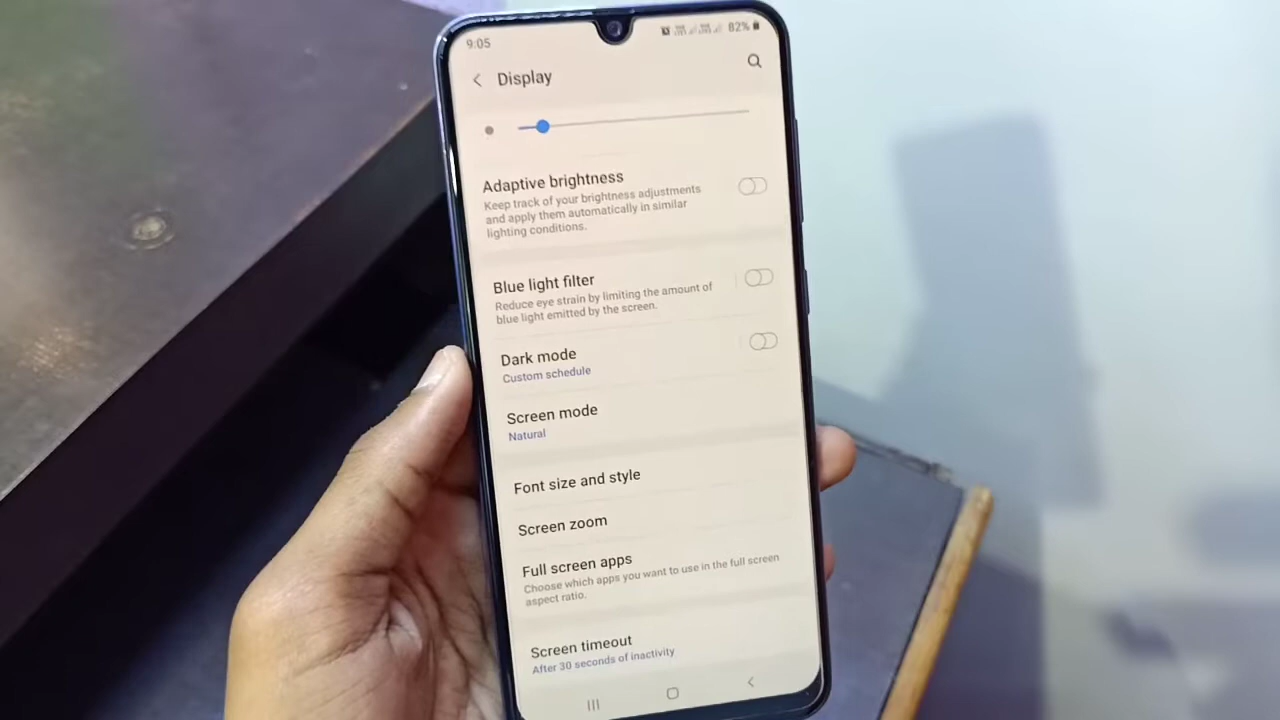 9:05
82%
Display
Adaptive brightness
Keep track of your brightness adjustments
and apply them automatically in similar
lighting conditions.
Blue light filter
Reduce eye strain by limiting the amount of
blue light emitted by the screen.
Dark mode
Custom schedule
Screen mode
Natural
Font size and style
Screen zoom
Full screen apps
Choose which apps you want to use in the full screen
aspect ratio.
Screen timeout
After 30 seconds of inactivity